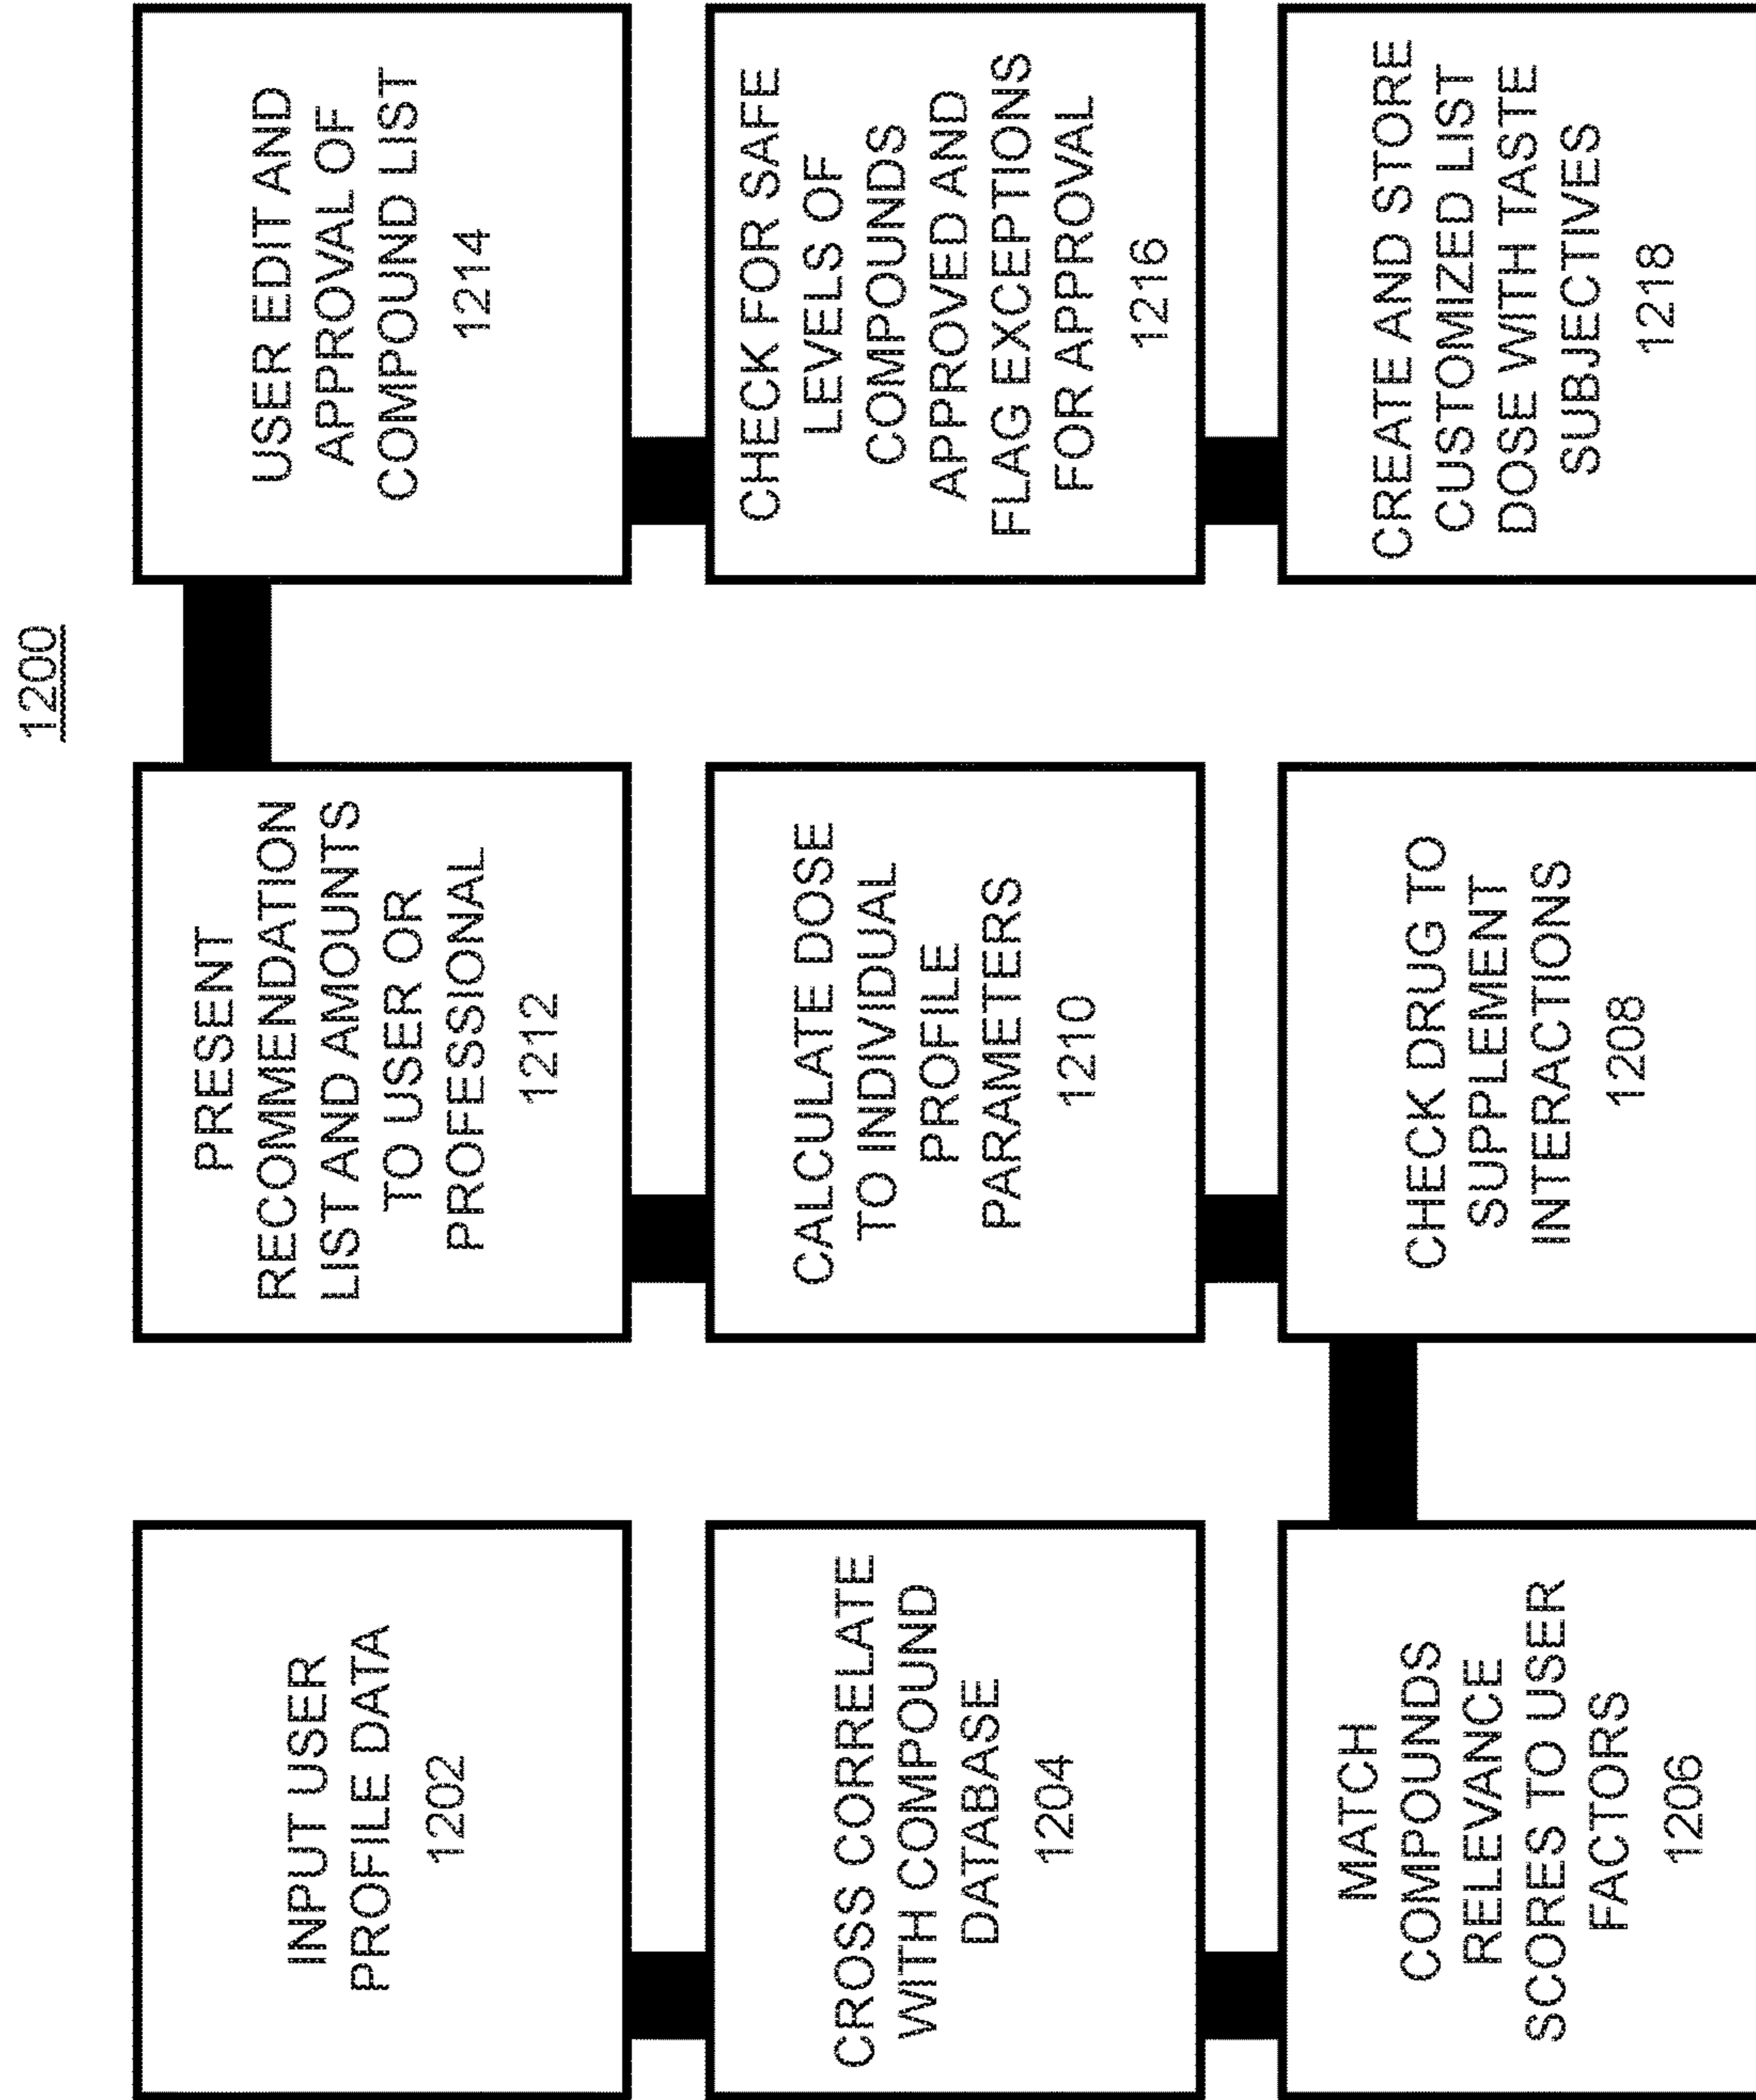 1200
INPUT USER
PROFILE DATA
1202
CROSS CORRELATE
WITH COMPOUND
DATABASE
1204
MATCH
COMPOUNDS
RELEVANCE
SCORES TO USER
FACTORS
1206
CHECK DRUG TO
SUPPLEMENT
INTERACTIONS
1208
CALCULATE DOSE
TO INDIVIDUAL
PROFILE
PARAMETERS
1210
PRESENT
RECOMMENDATION
LIST AND AMOUNTS
TO USER OR
PROFESSIONAL
1212
USER EDIT AND
APPROVAL OF
COMPOUND LIST
1214
CHECK FOR SAFE
LEVELS OF
COMPOUNDS
APPROVED AND
FLAG EXCEPTIONS
FOR APPROVAL
1216
CREATE AND STORE
CUSTOMIZED LIST
DOSE WITH TASTE
SUBJECTIVES
1218